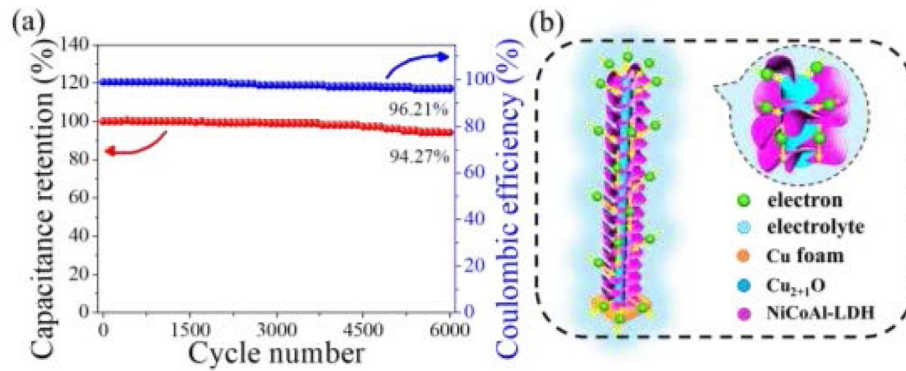 (a)
Capacitance retention (%)
140
120
100
80
60
40
20
0
96.21%
94.27%
0 1500 3000 4500 6000
Cycle number
100
80
60
40
20
0
Coulombic efficiency (%)
(b)
electron
electrolyte
Cu foam
Cu2+1O
NiCoAl-LDH